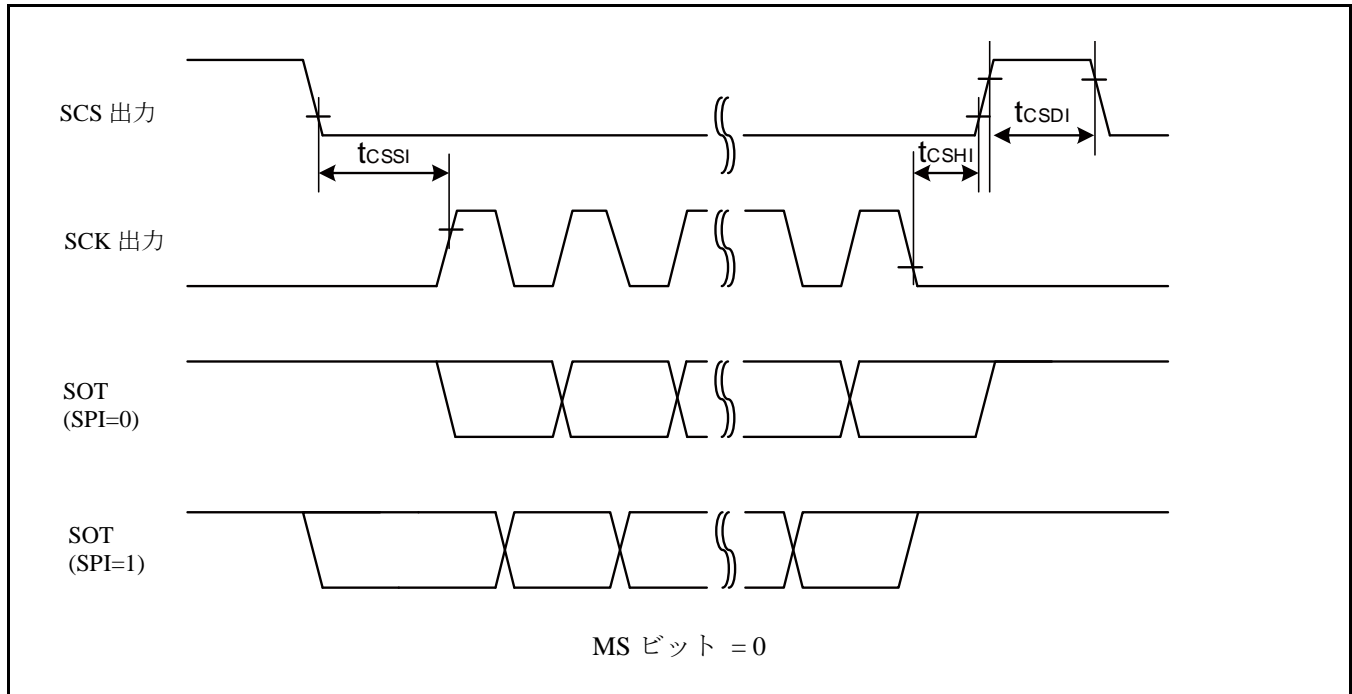 SCS 出力
tCSDI
tCSSI
tCSHI
SCK 出力
SOT
(SPI=0)
SOT
(SPI=1)
MS ビット = 0